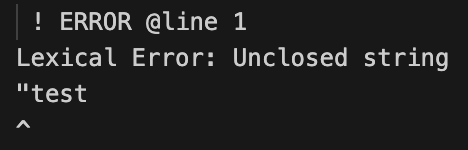 ! ERROR @line 1
Lexical Error: Unclosed string
"test
^